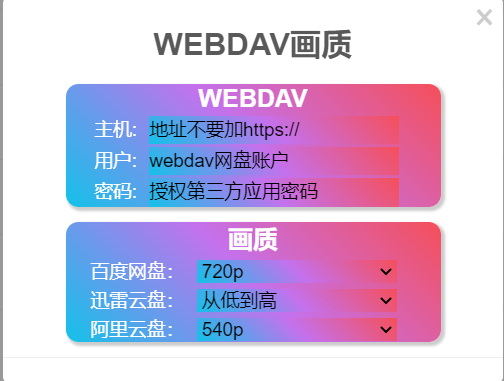 WEBDAV画质
×
WEBDAV
主机: 地址不要加https://
用户: webdav网盘账户
密码: 授权第三方应用密码
画质
百度网盘: 720p
迅雷云盘: 从低到高
阿里云盘: 540p